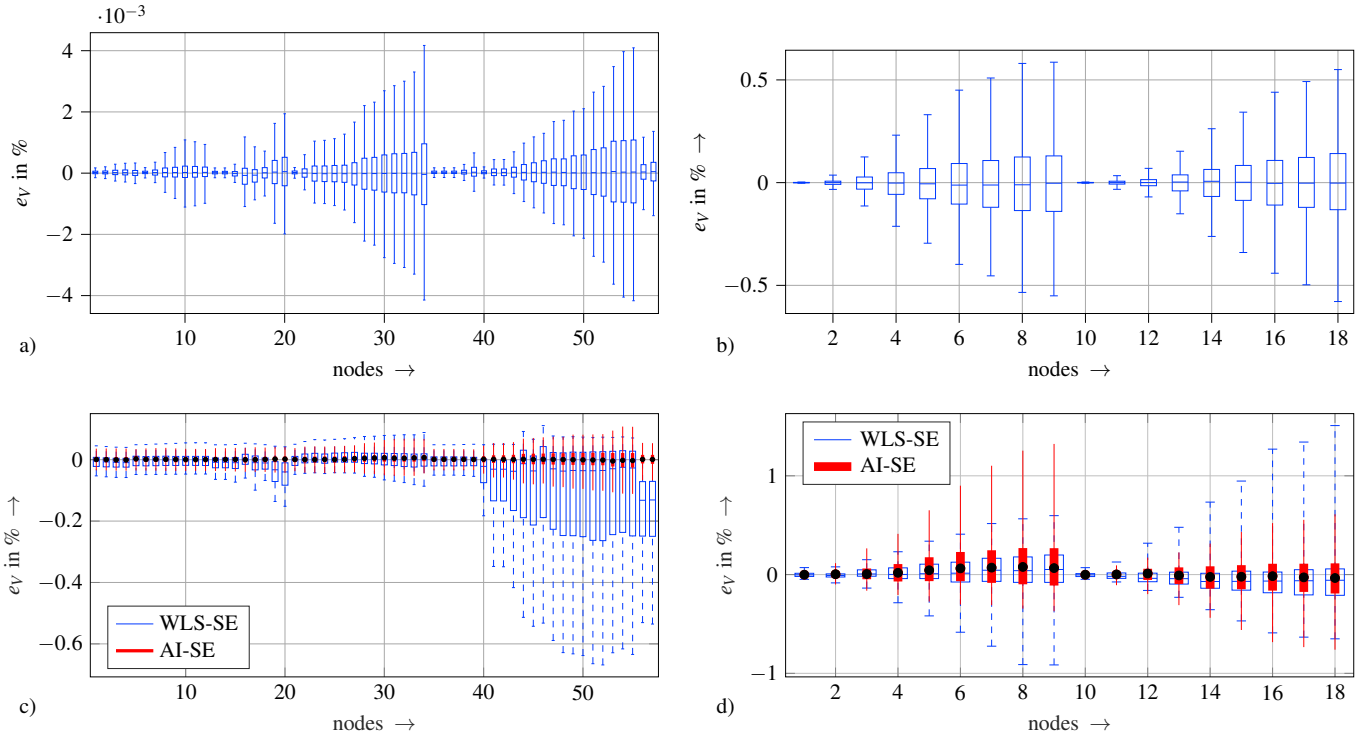 ·10⁻³
4
2
0
−2
−4
e_V in %
10 20 30 40 50
a)
nodes →
0.5
0
−0.5
e_V in % →
2 4 6 8 10 12 14 16 18
b)
nodes →
0
−0.2
−0.4
−0.6
e_V in % →
WLS-SE
AI-SE
10 20 30 40 50
c)
nodes →
1
0
−1
e_V in % →
WLS-SE
AI-SE
2 4 6 8 10 12 14 16 18
d)
nodes →